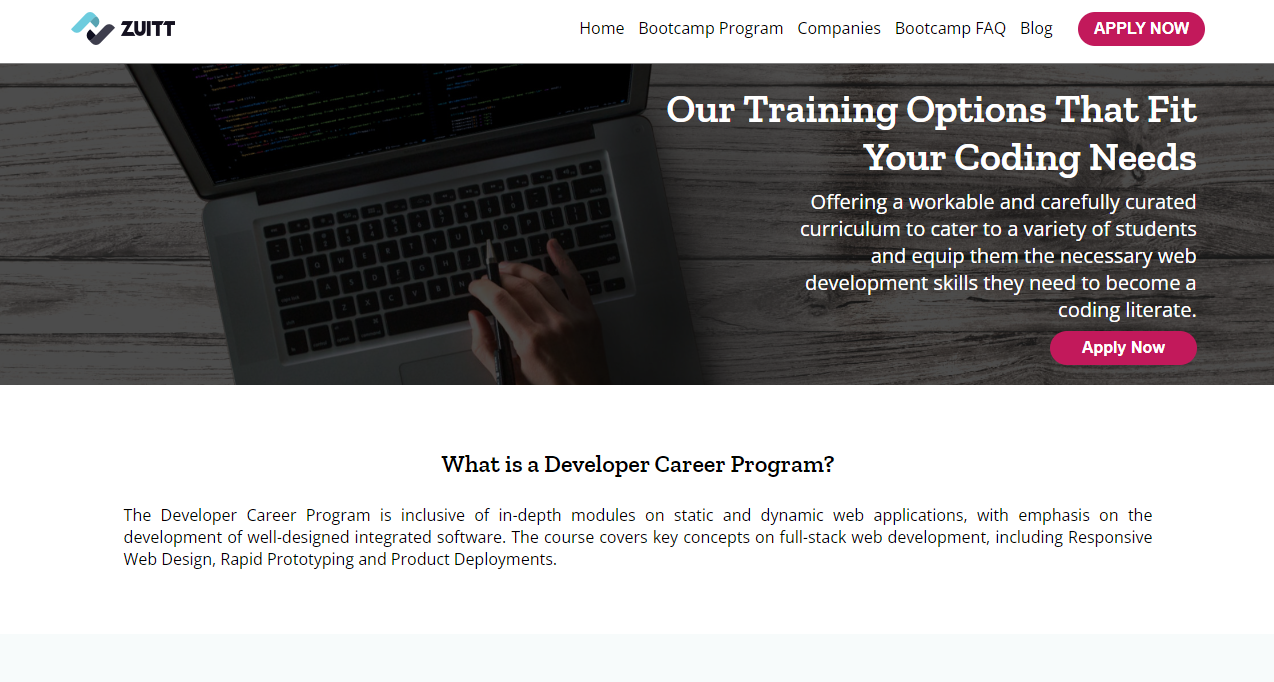 ZUITT
Home Bootcamp Program Companies Bootcamp FAQ Blog APPLY NOW
Our Training Options That Fit
Your Coding Needs
Offering a workable and carefully curated
curriculum to cater to a variety of students
and equip them the necessary web
development skills they need to become a
coding literate.
Apply Now
What is a Developer Career Program?
The Developer Career Program is inclusive of in-depth modules on static and dynamic web applications, with emphasis on the
development of well-designed integrated software. The course covers key concepts on full-stack web development, including Responsive
Web Design, Rapid Prototyping and Product Deployments.